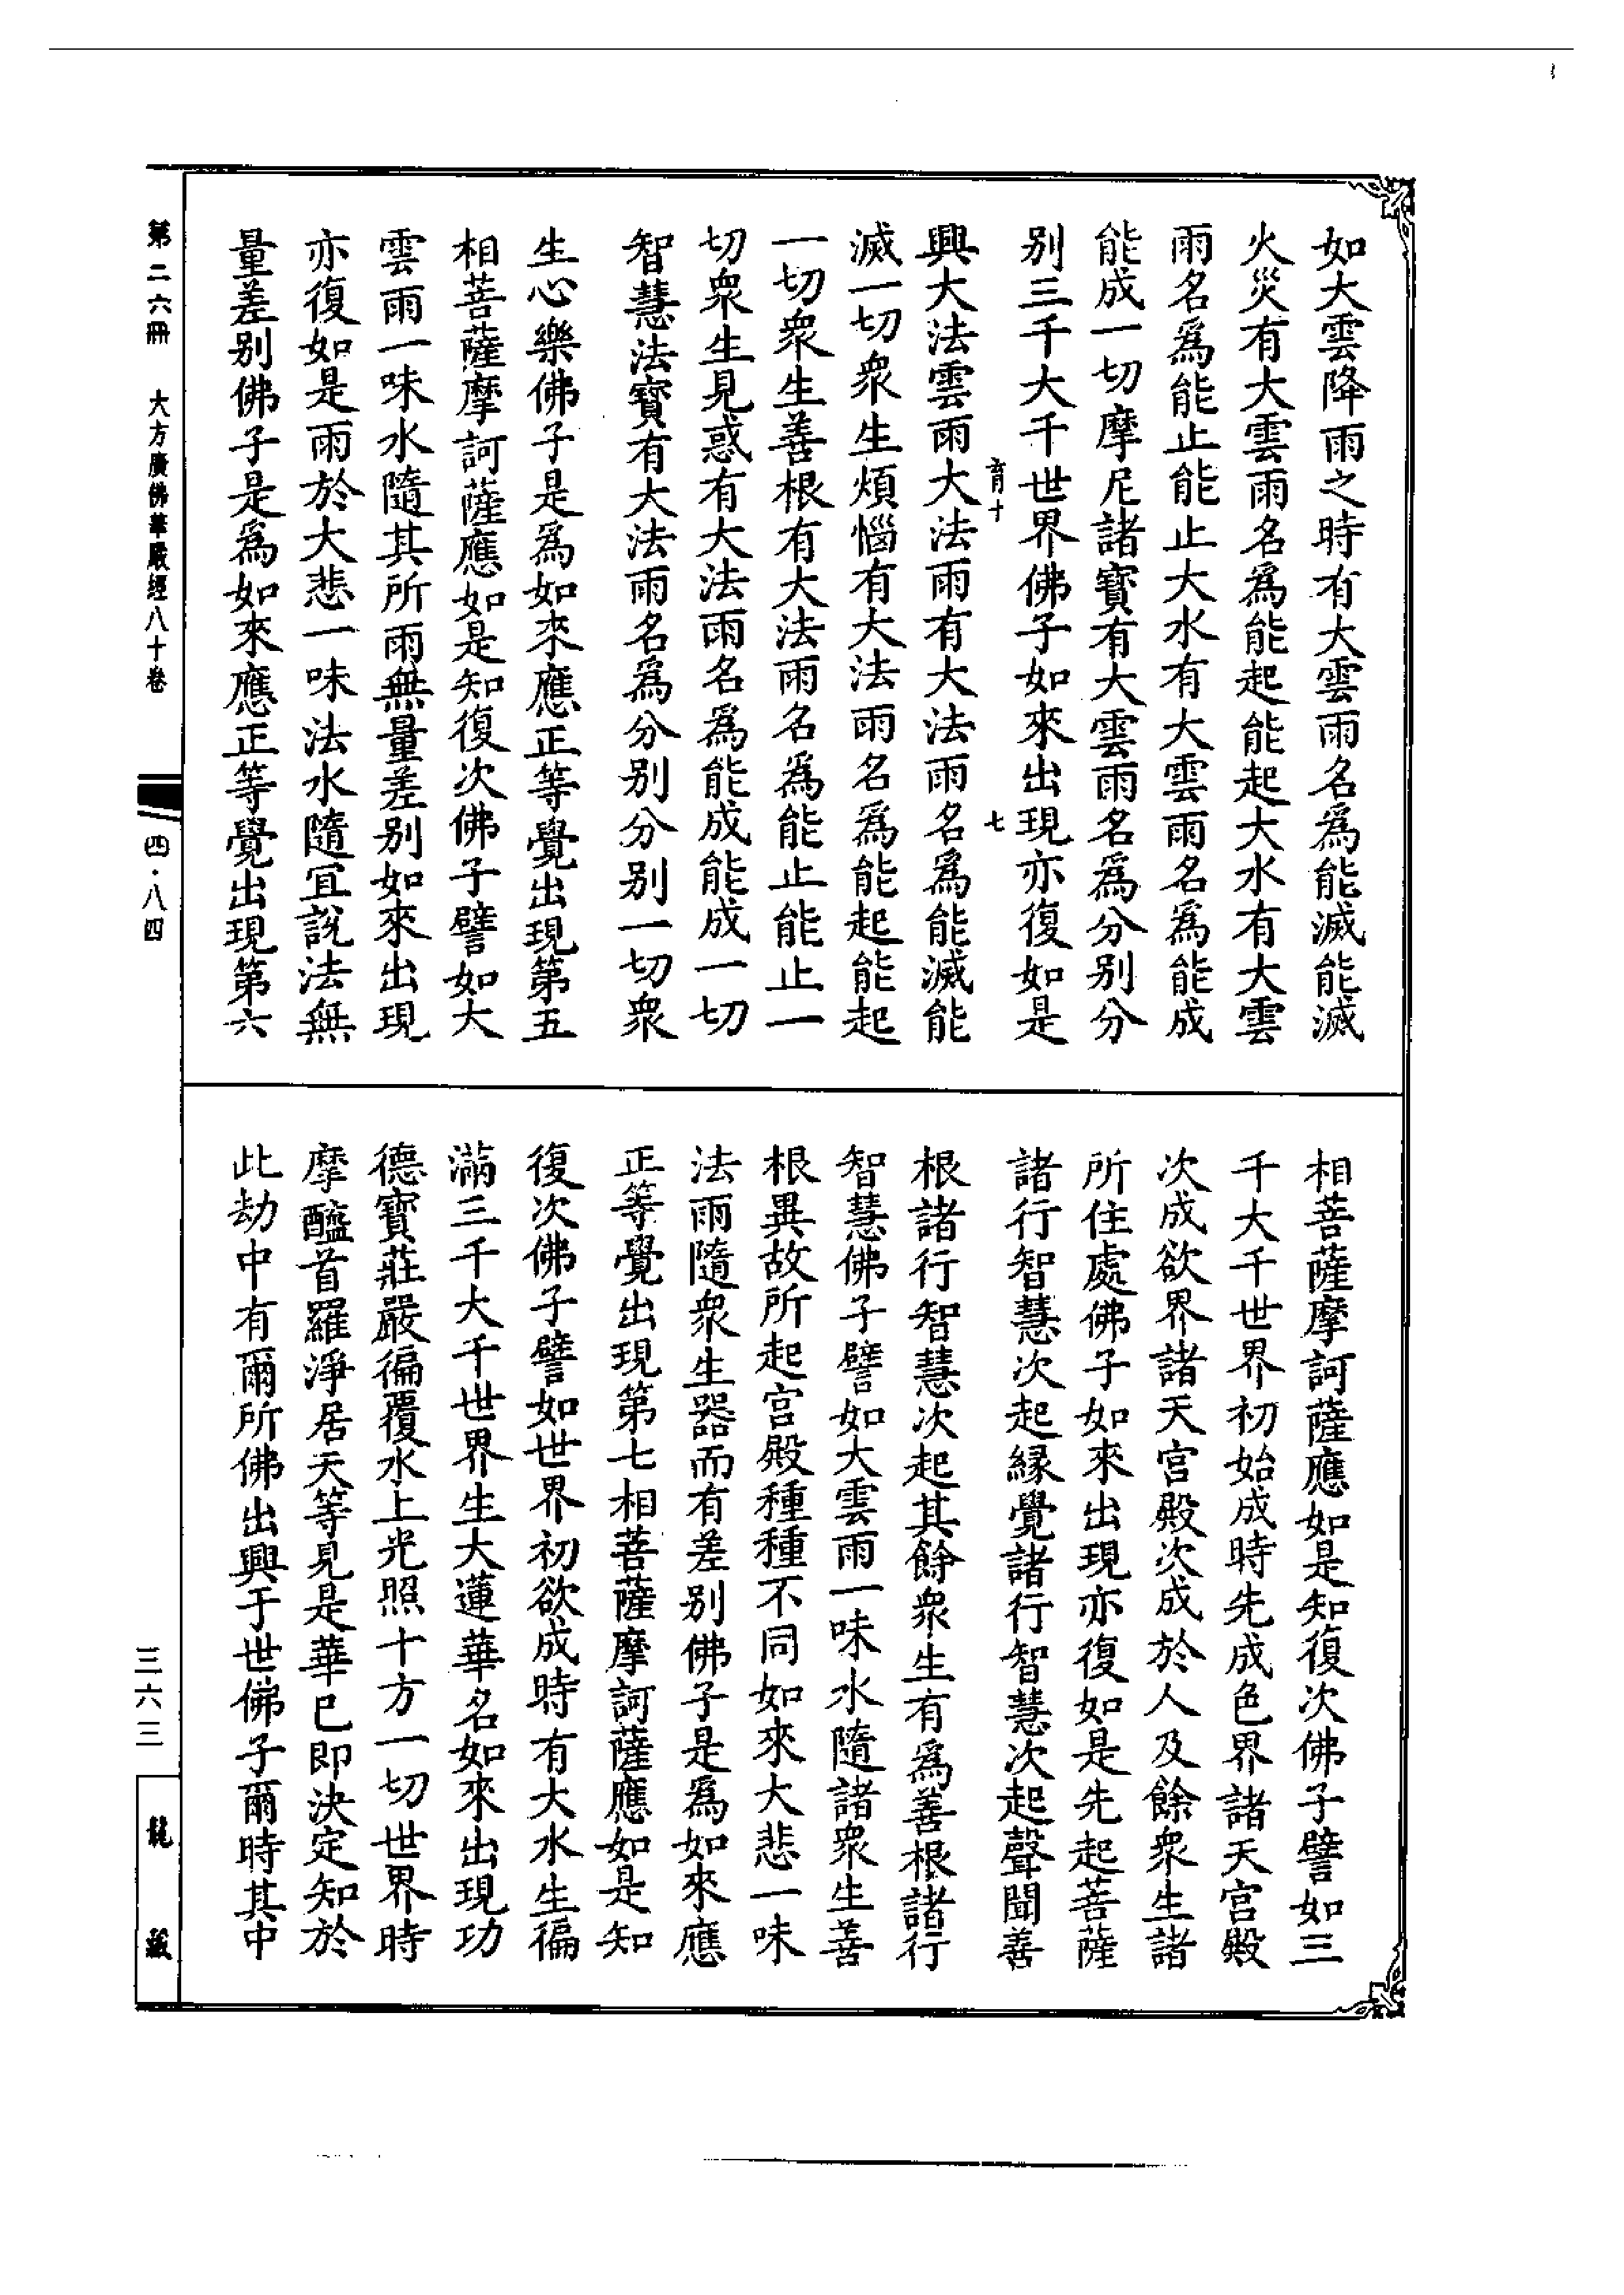 如大雲降雨之時有大雲雨名為能滅能滅
火災有大雲雨名為能起能起大水有大雲
雨名為能止能止大水有大雲雨名為能成
能成一切摩尼諸寶有大雲雨名為分別分
別三千大千世界佛子如來出現亦復如是
育十 七
興大法雲雨大法雨有大法雨名為能滅能
滅一切眾生煩惱有大法雨名為能起能起
一切眾生善根有大法雨名為能止能止一
切眾生見惑有大法雨名為能成能成一切
智慧法寶有大法雨名為分別分別一切眾
生心樂佛子是為如來應正等覺出現第五
相菩薩摩訶薩應如是知復次佛子譬如大
雲雨一味水隨其所雨無量差別如來出現
亦復如是雨於大悲一味法水隨宜說法無
量差別佛子是為如來應正等覺出現第六
相菩薩摩訶薩應如是知復次佛子譬如三
千大千世界初始成時先成色界諸天宮殿
次成欲界諸天宮殿次成於人及餘眾生諸
所住處佛子如來出現亦復如是先起菩薩
諸行智慧次起緣覺諸行智慧次起聲聞善
根諸行智慧次起其餘眾生有為善根諸行
智慧佛子譬如大雲雨一味水隨諸眾生善
根異故所起宮殿種種不同如來大悲一味
法雨隨眾生器而有差別佛子是為如來應
正等覺出現第七相菩薩摩訶薩應如是知
復次佛子譬如世界初欲成時有大水生徧
滿三千大千世界生大蓮華名如來出現功
德寶莊嚴徧覆水上光照十方一切世界時
摩醯首羅淨居天等見是華已即決定知於
此劫中有爾所佛出興于世佛子爾時其中
第二六冊 大方廣佛華嚴經八十卷
四·八四
三六三
龍藏